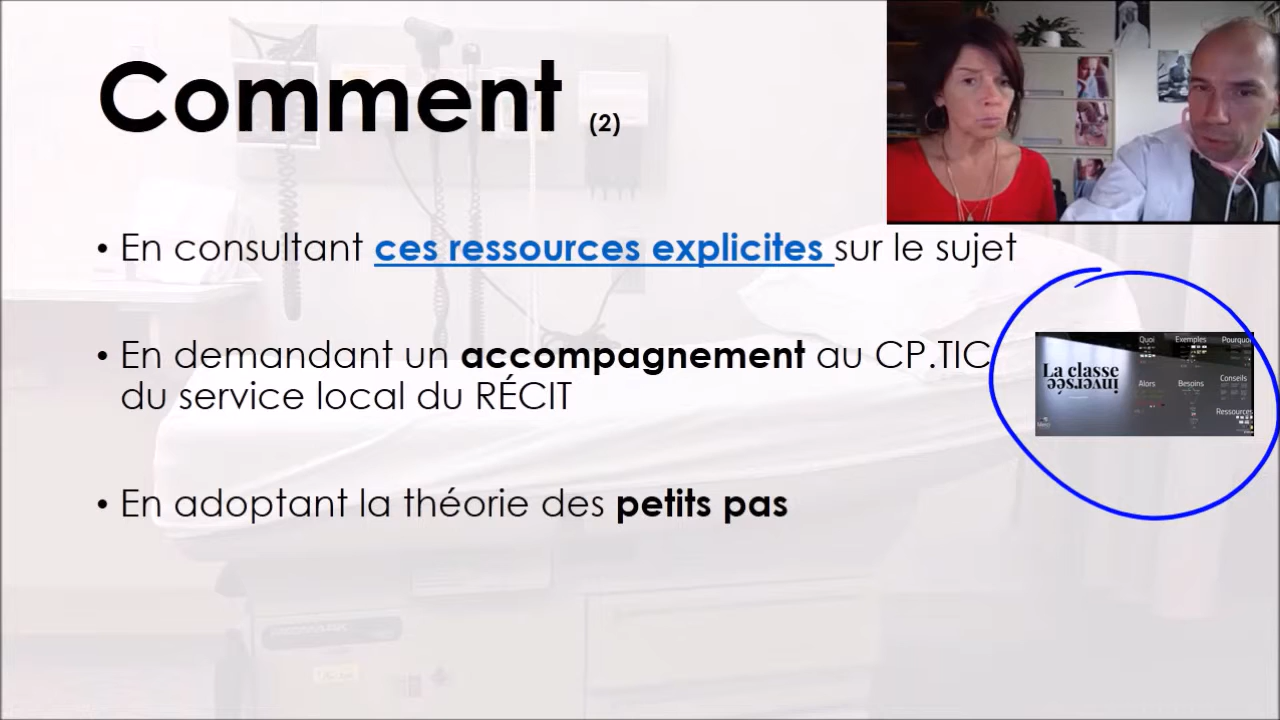 Comment (2)
• En consultant ces ressources explicites sur le sujet
• En demandant un accompagnement au CP.TIC
du service local du RÉCIT
• En adoptant la théorie des petits pas
La classe
inversée
Quoi
Exemples
Pourquoi
Alors
Besoins
Conseils
Ressources